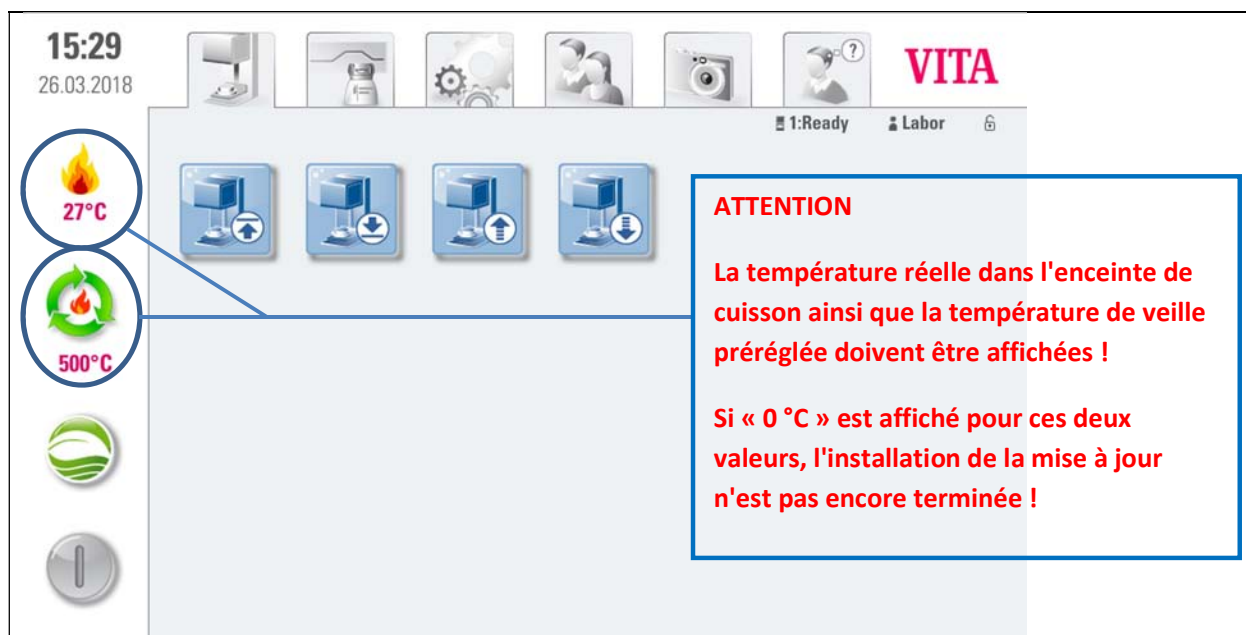 15:29
26.03.2018
?
VITA
1:Ready
Labor
27°C
500°C
ATTENTION
La température réelle dans l'enceinte de
cuisson ainsi que la température de veille
préréglée doivent être affichées !
Si « 0 °C » est affiché pour ces deux
valeurs, l'installation de la mise à jour
n'est pas encore terminée !